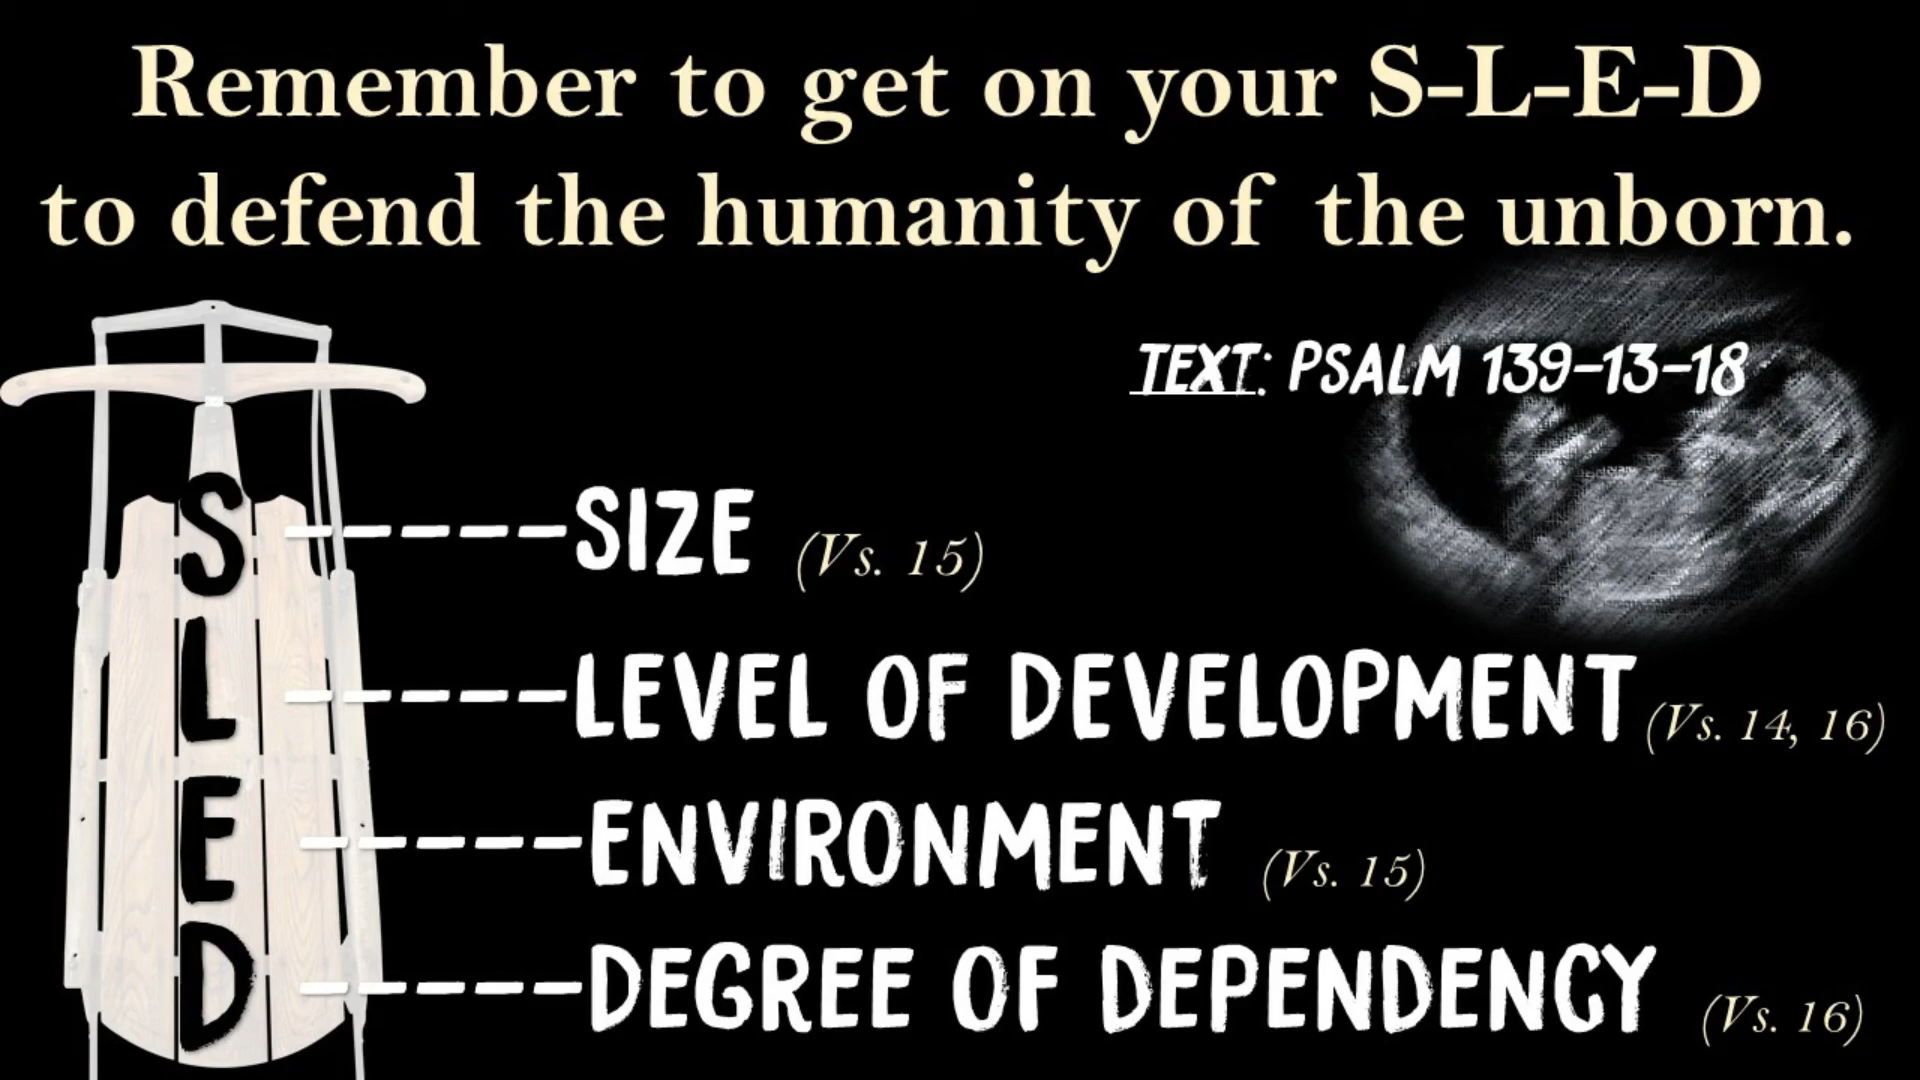 Remember to get on your S-L-E-D
to defend the humanity of the unborn.
TEXT: PSALM 139-13-18
S
L
E
D
SIZE (Vs. 15)
LEVEL OF DEVELOPMENT (Vs. 14, 16)
ENVIRONMENT (Vs. 15)
DEGREE OF DEPENDENCY (Vs. 16)